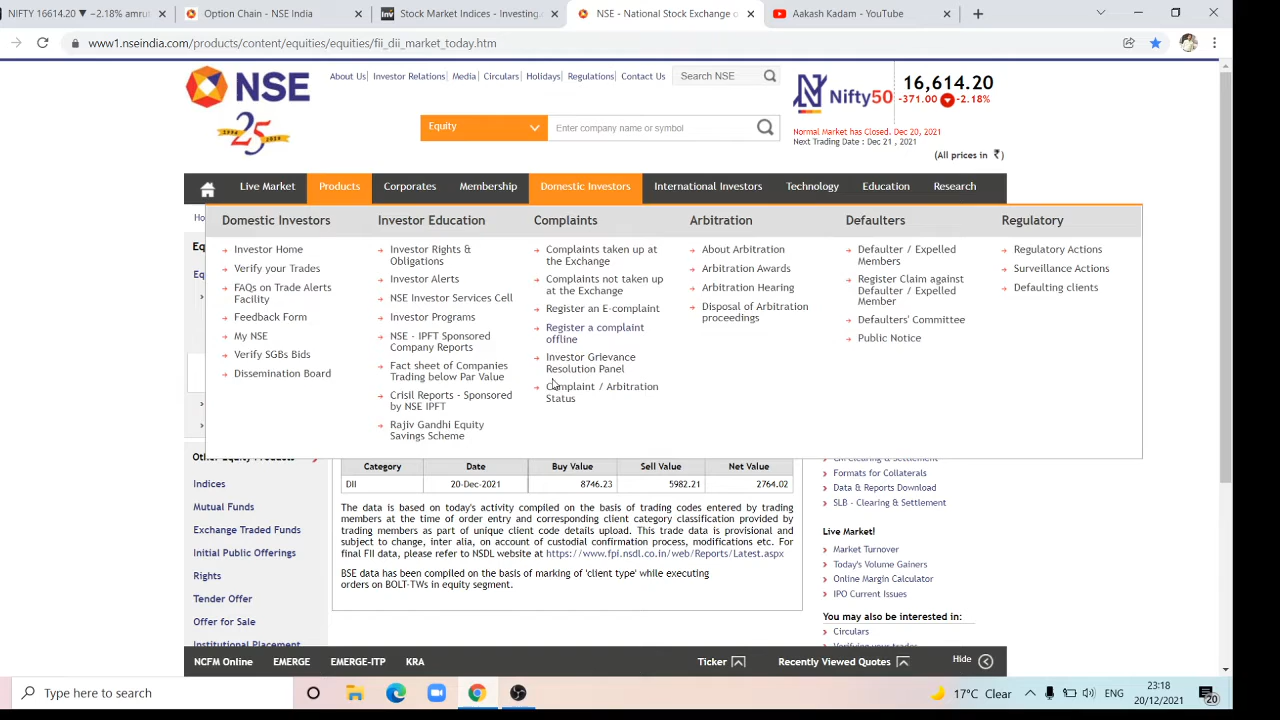 NIFTY 16614.20 ▼ −2.18% amrut
Option Chain - NSE India
Stock Market Indices - Investing.c
NSE - National Stock Exchange o
Aakash Kadam - YouTube
www1.nseindia.com/products/content/equities/equities/fii_dii_market_today.htm
NSE
25
About Us | Investor Relations | Media | Circulars | Holidays | Regulations | Contact Us
Search NSE
Equity
Enter company name or symbol
Nifty50
16,614.20
-371.00 -2.18%
Normal Market has Closed. Dec 20, 2021
Next Trading Date : Dec 21 , 2021
(All prices in ₹)
Live Market
Products
Corporates
Membership
Domestic Investors
International Investors
Technology
Education
Research
Ho
Eq
Eq
Domestic Investors
Investor Home
Verify your Trades
FAQs on Trade Alerts
Facility
Feedback Form
My NSE
Verify SGBs Bids
Dissemination Board
Investor Education
Investor Rights &
Obligations
Investor Alerts
NSE Investor Services Cell
Investor Programs
NSE - IPFT Sponsored
Company Reports
Fact sheet of Companies
Trading below Par Value
Crisil Reports - Sponsored
by NSE IPFT
Rajiv Gandhi Equity
Savings Scheme
Complaints
Complaints taken up at
the Exchange
Complaints not taken up
at the Exchange
Register an E-complaint
Register a complaint
offline
Investor Grievance
Resolution Panel
Complaint / Arbitration
Status
Arbitration
About Arbitration
Arbitration Awards
Arbitration Hearing
Disposal of Arbitration
proceedings
Defaulters
Defaulter / Expelled
Members
Register Claim against
Defaulter / Expelled
Member
Defaulters' Committee
Public Notice
Regulatory
Regulatory Actions
Surveillance Actions
Defaulting clients
Other Equity Products
Indices
Mutual Funds
Exchange Traded Funds
Initial Public Offerings
Rights
Tender Offer
Offer for Sale
Institutional Placement
Category Date Buy Value Sell Value Net Value
DII 20-Dec-2021 8746.23 5982.21 2764.02
The data is based on today's activity compiled on the basis of trading codes entered by trading
members at the time of order entry and corresponding client category classification provided by
trading members as part of unique client code details upload. This trade data is provisional and
subject to change, inter alia, on account of custodial confirmation process, modifications etc. For
final FII data, please refer to NSDL website at https://www.fpi.nsdl.co.in/web/Reports/Latest.aspx
BSE data has been compiled on the basis of marking of 'client type' while executing
orders on BOLT-TWs in equity segment.
CM Clearing & Settlement
Formats for Collaterals
Data & Reports Download
SLB - Clearing & Settlement
Live Market!
Market Turnover
Today's Volume Gainers
Online Margin Calculator
IPO Current Issues
You may also be interested in:
Circulars
Verifying your trades
NCFM Online
EMERGE
EMERGE-ITP
KRA
Ticker
Recently Viewed Quotes
Hide
Type here to search
17°C Clear
ENG
23:18
20/12/2021
20